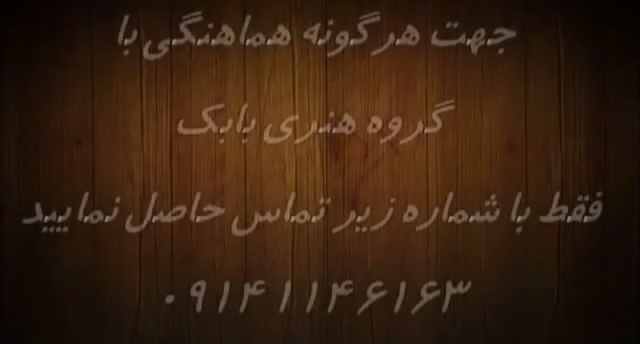 جهت هرگونه هماهنگی با
گروه هنری بابک
فقط با شماره زیر تماس حاصل نمایید
۰۹۱۴۱۱۴۶۱۶۳